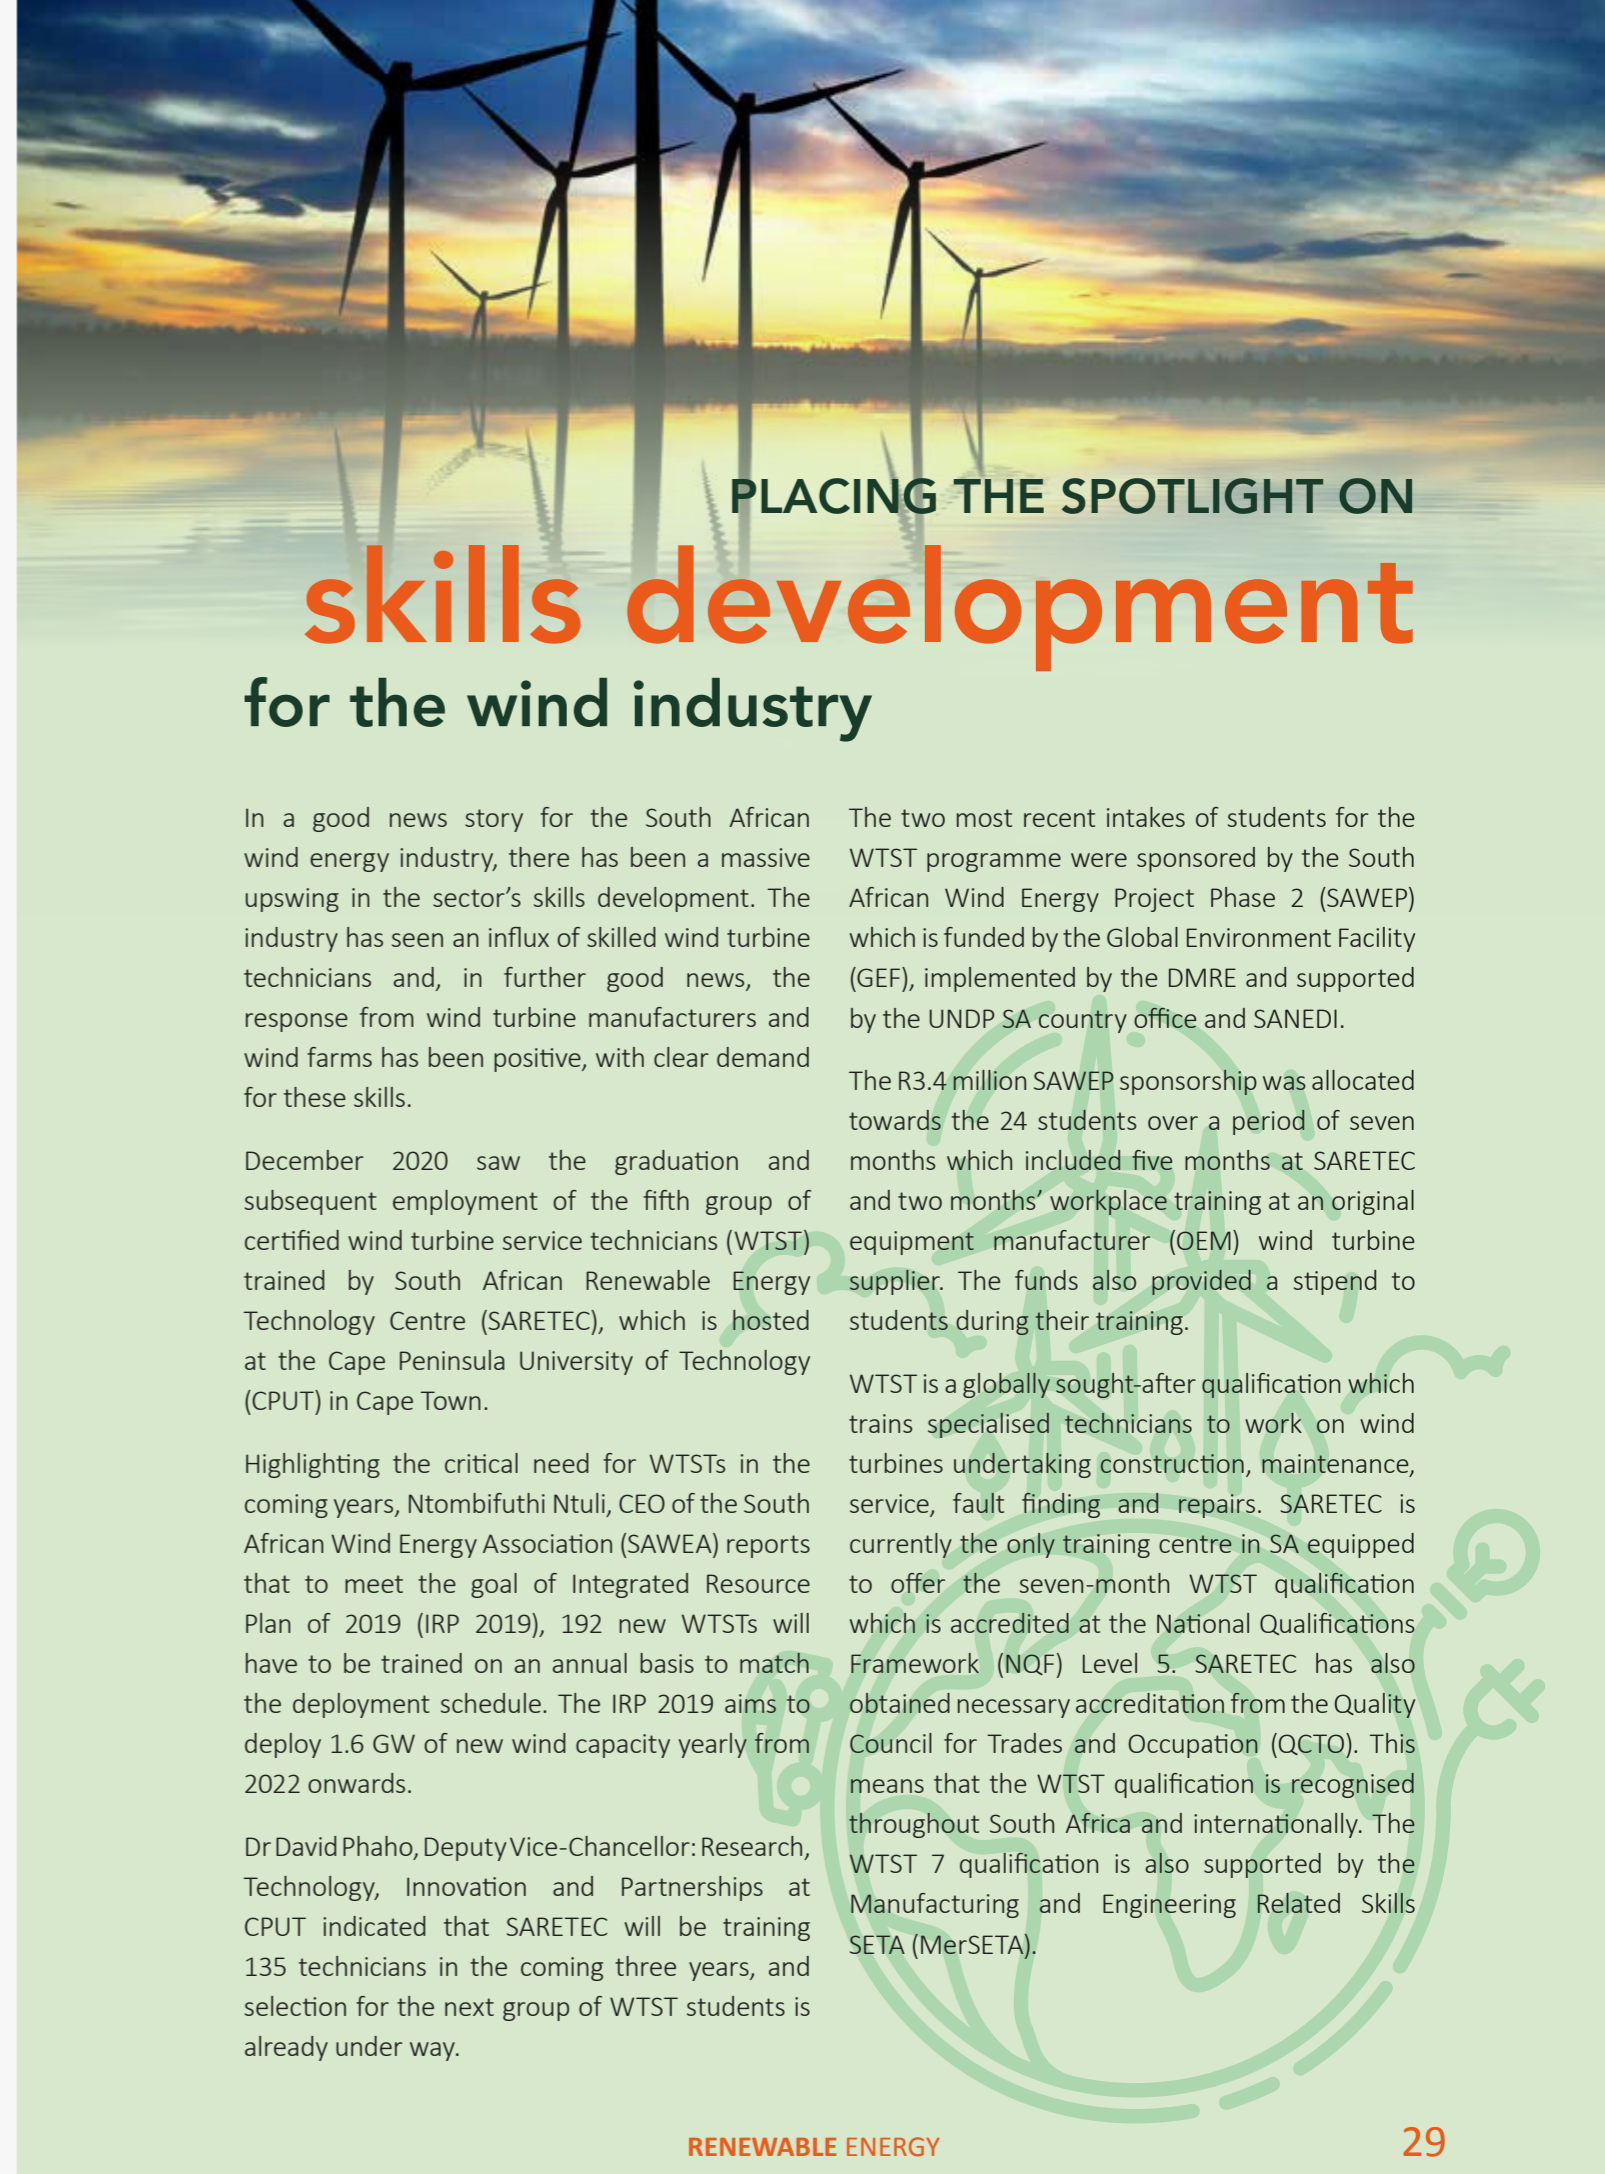 PLACING THE SPOTLIGHT ON
skills development
for the wind industry
In a good news story for the South African
wind energy industry, there has been a massive
upswing in the sector’s skills development. The
industry has seen an influx of skilled wind turbine
technicians and, in further good news, the
response from wind turbine manufacturers and
wind farms has been positive, with clear demand
for these skills.
December 2020 saw the graduation and
subsequent employment of the fifth group of
certified wind turbine service technicians (WTST)
trained by South African Renewable Energy
Technology Centre (SARETEC), which is hosted
at the Cape Peninsula University of Technology
(CPUT) in Cape Town.
Highlighting the critical need for WTSTs in the
coming years, Ntombifuthi Ntuli, CEO of the South
African Wind Energy Association (SAWEA) reports
that to meet the goal of Integrated Resource
Plan of 2019 (IRP 2019), 192 new WTSTs will
have to be trained on an annual basis to match
the deployment schedule. The IRP 2019 aims to
deploy 1.6 GW of new wind capacity yearly from
2022 onwards.
Dr David Phaho, Deputy Vice-Chancellor: Research,
Technology, Innovation and Partnerships at
CPUT indicated that SARETEC will be training
135 technicians in the coming three years, and
selection for the next group of WTST students is
already under way.
The two most recent intakes of students for the
WTST programme were sponsored by the South
African Wind Energy Project Phase 2 (SAWEP)
which is funded by the Global Environment Facility
(GEF), implemented by the DMRE and supported
by the UNDP SA country office and SANEDI.
The R3.4 million SAWEP sponsorship was allocated
towards the 24 students over a period of seven
months which included five months at SARETEC
and two months’ workplace training at an original
equipment manufacturer (OEM) wind turbine
supplier. The funds also provided a stipend to
students during their training.
WTST is a globally sought-after qualification which
trains specialised technicians to work on wind
turbines undertaking construction, maintenance,
service, fault finding and repairs. SARETEC is
currently the only training centre in SA equipped
to offer the seven-month WTST qualification
which is accredited at the National Qualifications
Framework (NQF) Level 5. SARETEC has also
obtained necessary accreditation from the Quality
Council for Trades and Occupation (QCTO). This
means that the WTST qualification is recognised
throughout South Africa and internationally. The
WTST 7 qualification is also supported by the
Manufacturing and Engineering Related Skills
SETA (MerSETA).
RENEWABLE ENERGY
29